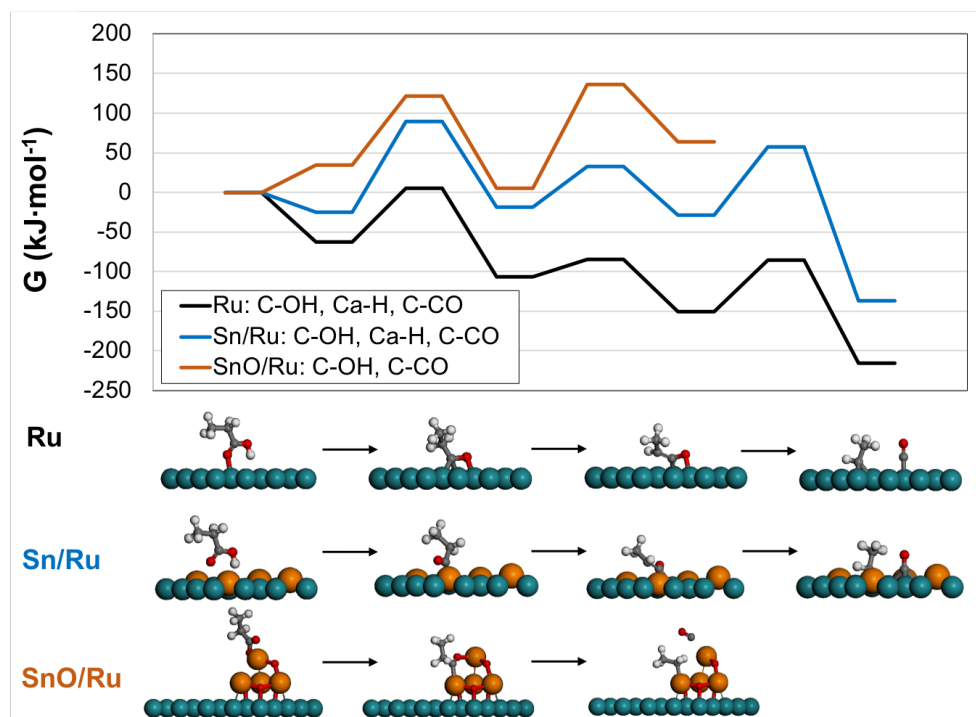 200
150
100
50
0
-50
-100
-150
-200
-250
G (kJ·mol⁻¹)
Ru: C-OH, Ca-H, C-CO
Sn/Ru: C-OH, Ca-H, C-CO
SnO/Ru: C-OH, C-CO
Ru
Sn/Ru
SnO/Ru